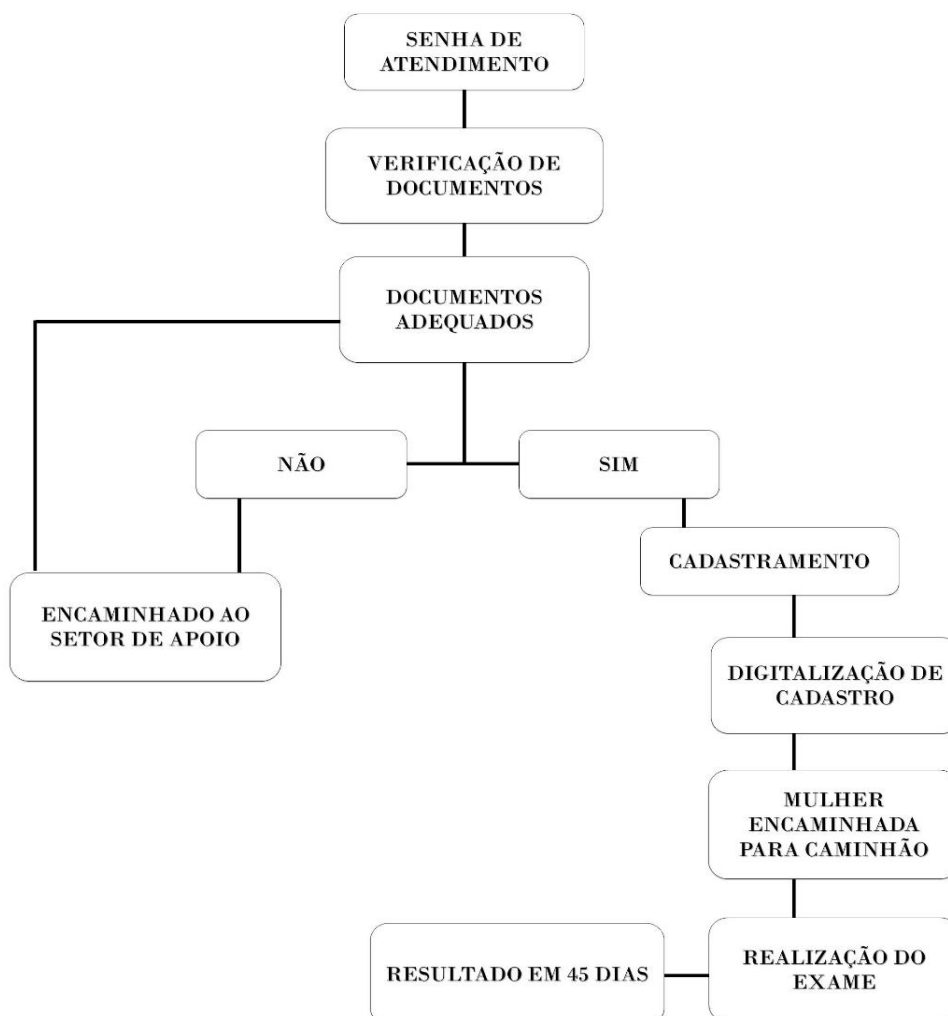 SENHA DE
ATENDIMENTO
VERIFICAÇÃO DE
DOCUMENTOS
DOCUMENTOS
ADEQUADOS
NÃO
SIM
CADASTRAMENTO
ENCAMINHADO AO
SETOR DE APOIO
DIGITALIZAÇÃO DE
CADASTRO
MULHER
ENCAMINHADA
PARA CAMINHÃO
REALIZAÇÃO DO
EXAME
RESULTADO EM 45 DIAS